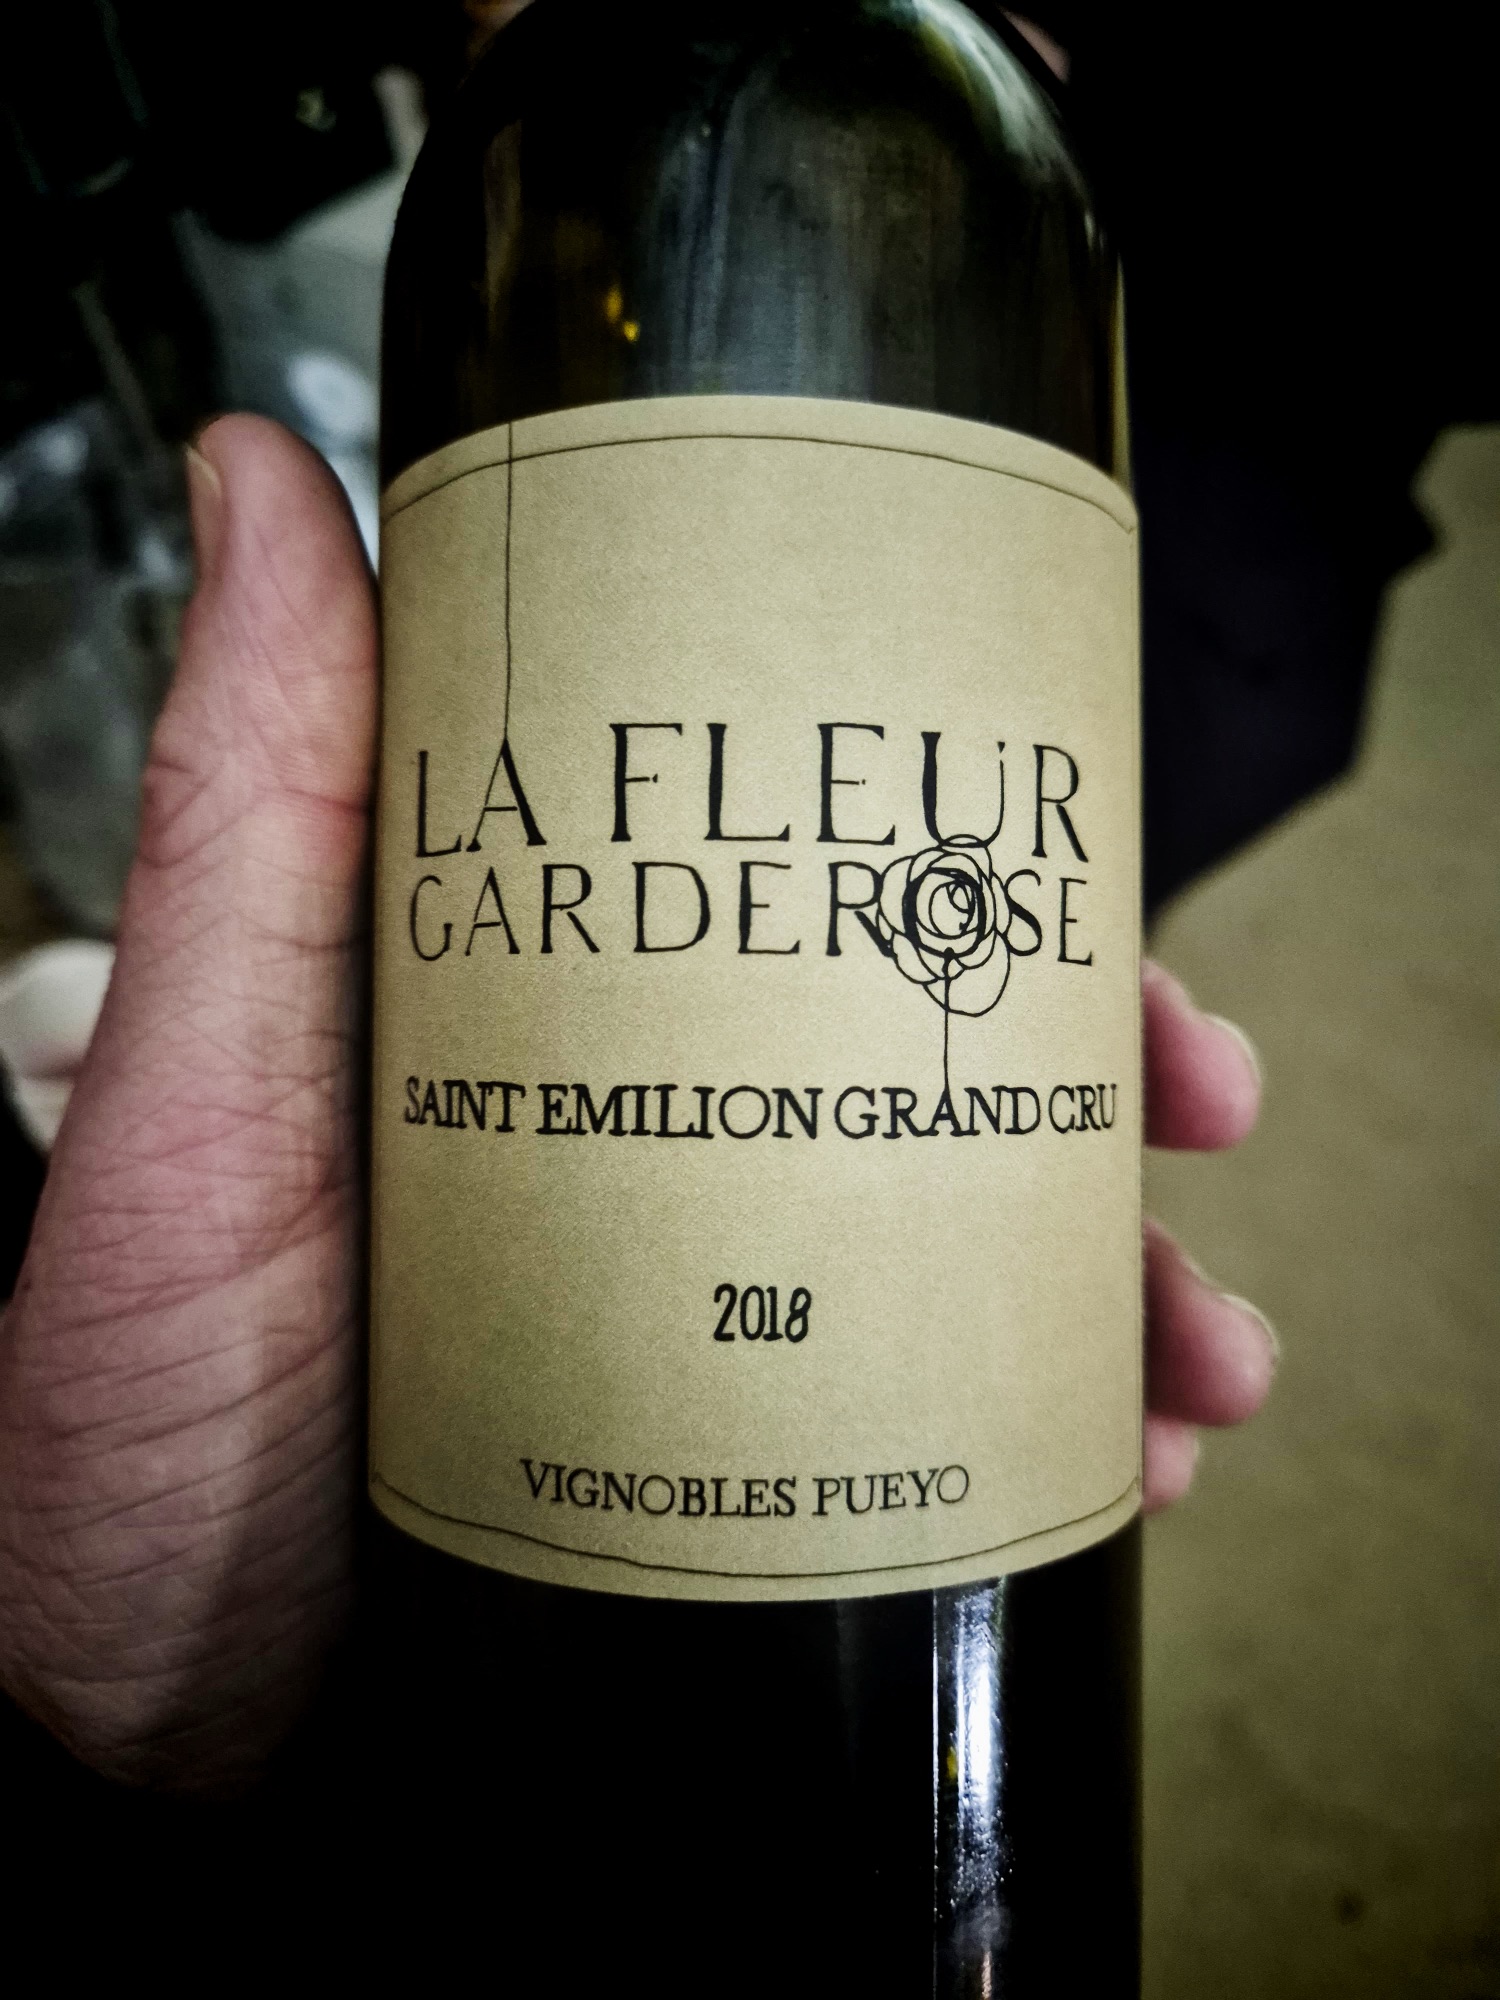 LA FLEUR
GARDEROSE
SAINT EMILION GRAND CRU
2018
VIGNOBLES PUEYO